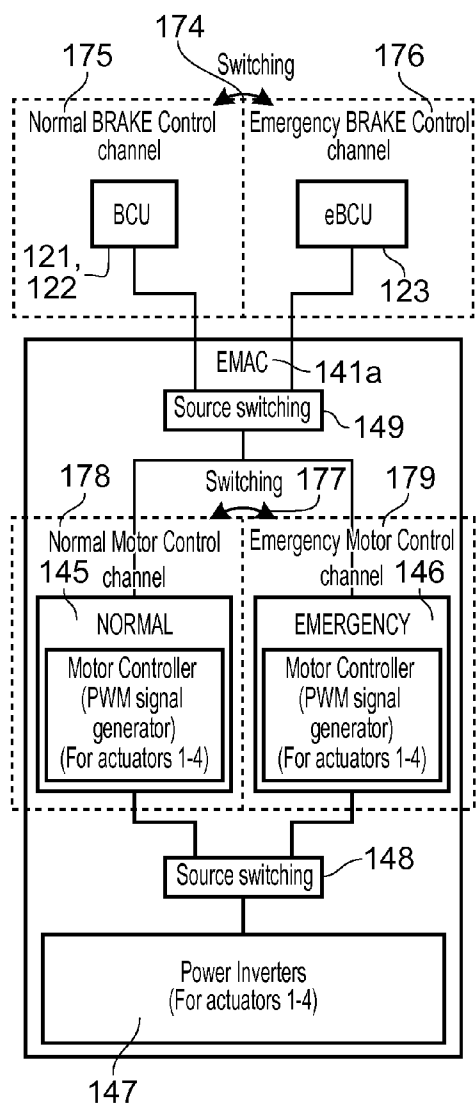 174
175
Switching
176
Normal BRAKE Control
channel
Emergency BRAKE Control
channel
BCU
eBCU
121,
122
123
EMAC
141a
Source switching
149
178
Switching
177
179
Normal Motor Control
channel
Emergency Motor Control
channel
145
146
NORMAL
EMERGENCY
Motor Controller
(PWM signal
generator)
(For actuators 1-4)
Motor Controller
(PWM signal
generator)
(For actuators 1-4)
Source switching
148
Power Inverters
(For actuators 1-4)
147